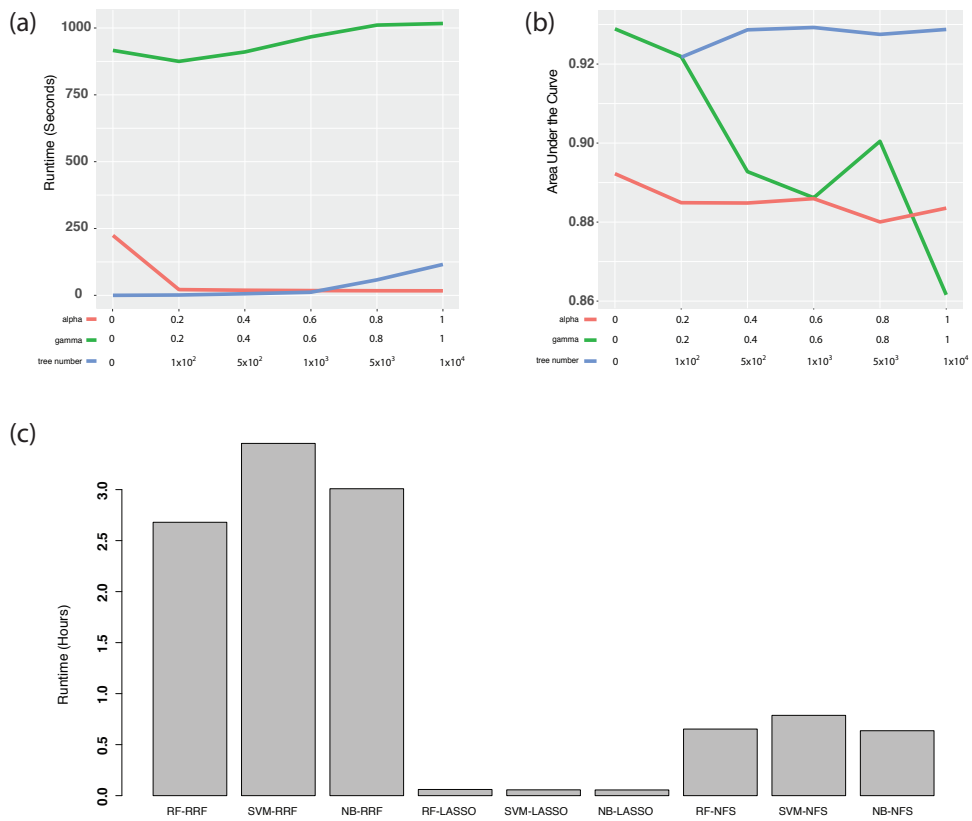 (a)
Runtime (Seconds)
1000
750
500
250
0
alpha 0 0.2 0.4 0.6 0.8 1
gamma 0 0.2 0.4 0.6 0.8 1
tree number 0 1x10² 5x10² 1x10³ 5x10³ 1x10⁴
(b)
Area Under the Curve
0.92
0.90
0.88
0.86
alpha 0 0.2 0.4 0.6 0.8 1
gamma 0 0.2 0.4 0.6 0.8 1
tree number 0 1x10² 5x10² 1x10³ 5x10³ 1x10⁴
(c)
Runtime (Hours)
3.0
2.5
2.0
1.5
1.0
0.5
0.0
RF-RRF SVM-RRF NB-RRF RF-LASSO SVM-LASSO NB-LASSO RF-NFS SVM-NFS NB-NFS